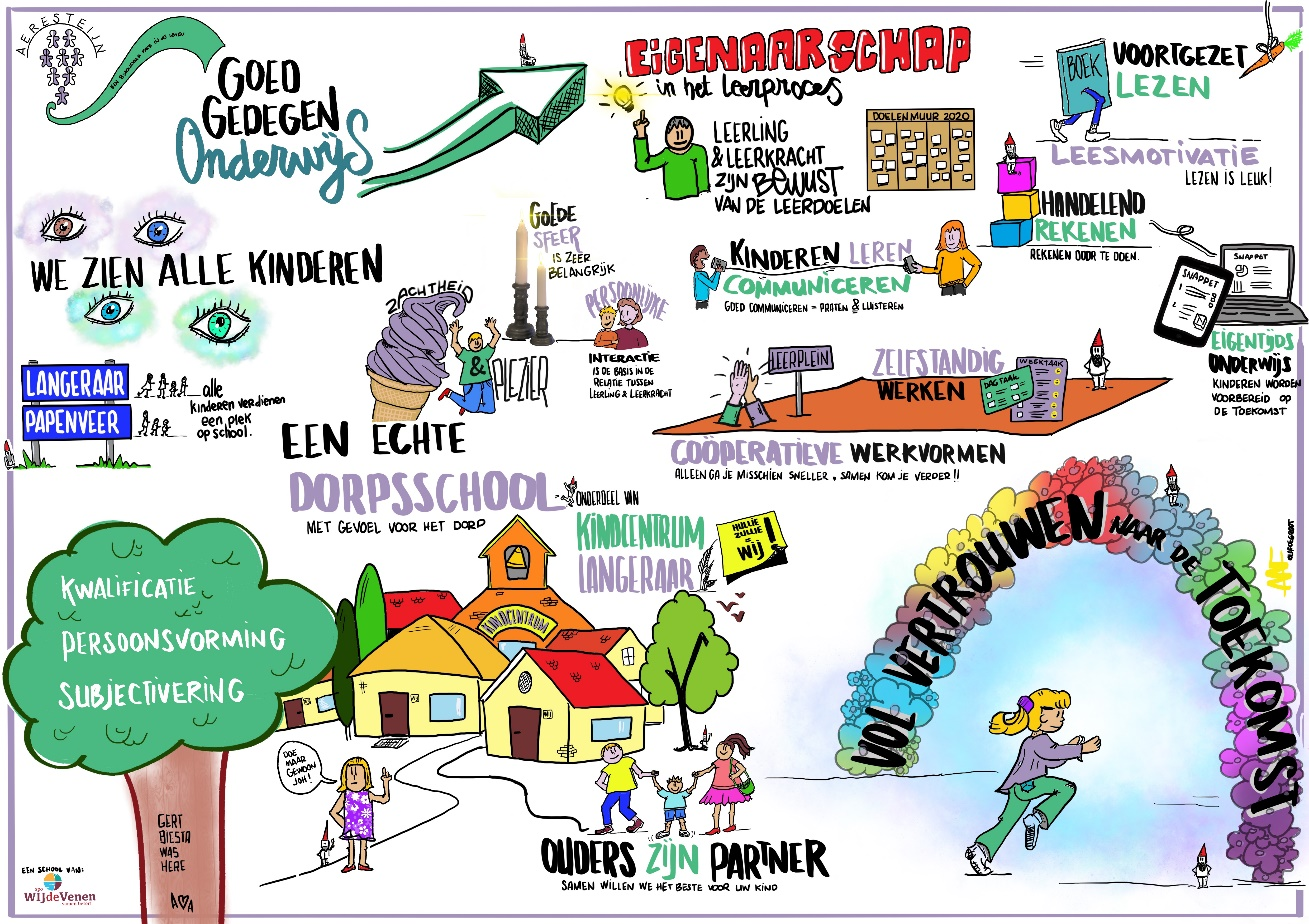 AERESTEIJN
GOED
GEDEGEN
Onderwijs
EIGENAARSCHAP
in het leerproces
LEERLING
& LEERKRACHT
ZIJN BEWUST
VAN DE LEERDOELEN
DOELENMUUR 2020
BOEK
VOORTGEZET
LEZEN
LEESMOTIVATIE
LEZEN IS LEUK!
HANDELEND
REKENEN
REKENEN DOOR TE DOEN.
WE ZIEN ALLE KINDEREN
GOEDE
SFEER
IS ZEER
BELANGRIJK
ZACHTHEID
&
PLEZIER
PERSOONLIJKE
INTERACTIE
IS DE BASIS IN DE
RELATIE TUSSEN
LEERLING & LEERKRACHT
KINDEREN LEREN
COMMUNICEREN
GOED COMMUNICEREN = PRATEN & LUISTEREN
SNAPPET
SNAPPET
EIGENTIJDS
ONDERWIJS
KINDEREN WORDEN
VOORBEREID OP
DE TOEKOMST
LANGERAAR
PAPENVEER
alle
kinderen verdienen
een plek
op school.
LEERPLEIN
ZELFSTANDIG
WERKEN
DAGTAAK
WEEKTAAK
COÖPERATIEVE WERKVORMEN
ALLEEN GA JE MISSCHIEN SNELLER, SAMEN KOM JE VERDER!!
EEN ECHTE
DORPSSCHOOL
MET GEVOEL VOOR HET DORP
ONDERDEEL VAN
KINDCENTRUM
LANGERAAR
HULLIE
ZULLIE
=
WIJ!
KINDCENTRUM
KWALIFICATIE
PERSOONSVORMING
SUBJECTIVERING
GERT
BIESTA
WAS
HERE
A♡A
DOE
MAAR
GEWOON
JOH!
OUDERS ZIJN PARTNER
SAMEN WILLEN WE HET BESTE VOOR UW KIND
VOL VERTROUWEN NAAR DE TOEKOMST
EEN SCHOOL VAN:
spo
WIJdeVenen